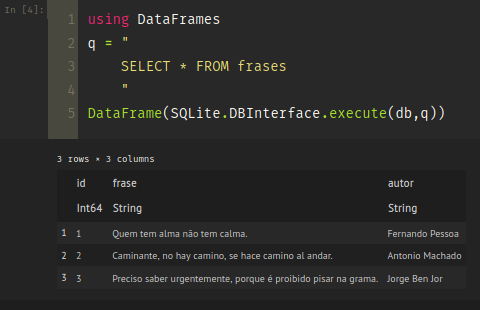 In [4]:
1 using DataFrames
2 q = "
3 SELECT * FROM frases
4 "
5 DataFrame(SQLite.DBInterface.execute(db,q))
3 rows × 3 columns
id frase autor
Int64 String String
1 1 Quem tem alma não tem calma. Fernando Pessoa
2 2 Caminante, no hay camino, se hace camino al andar. Antonio Machado
3 3 Preciso saber urgentemente, porque é proibido pisar na grama. Jorge Ben Jor